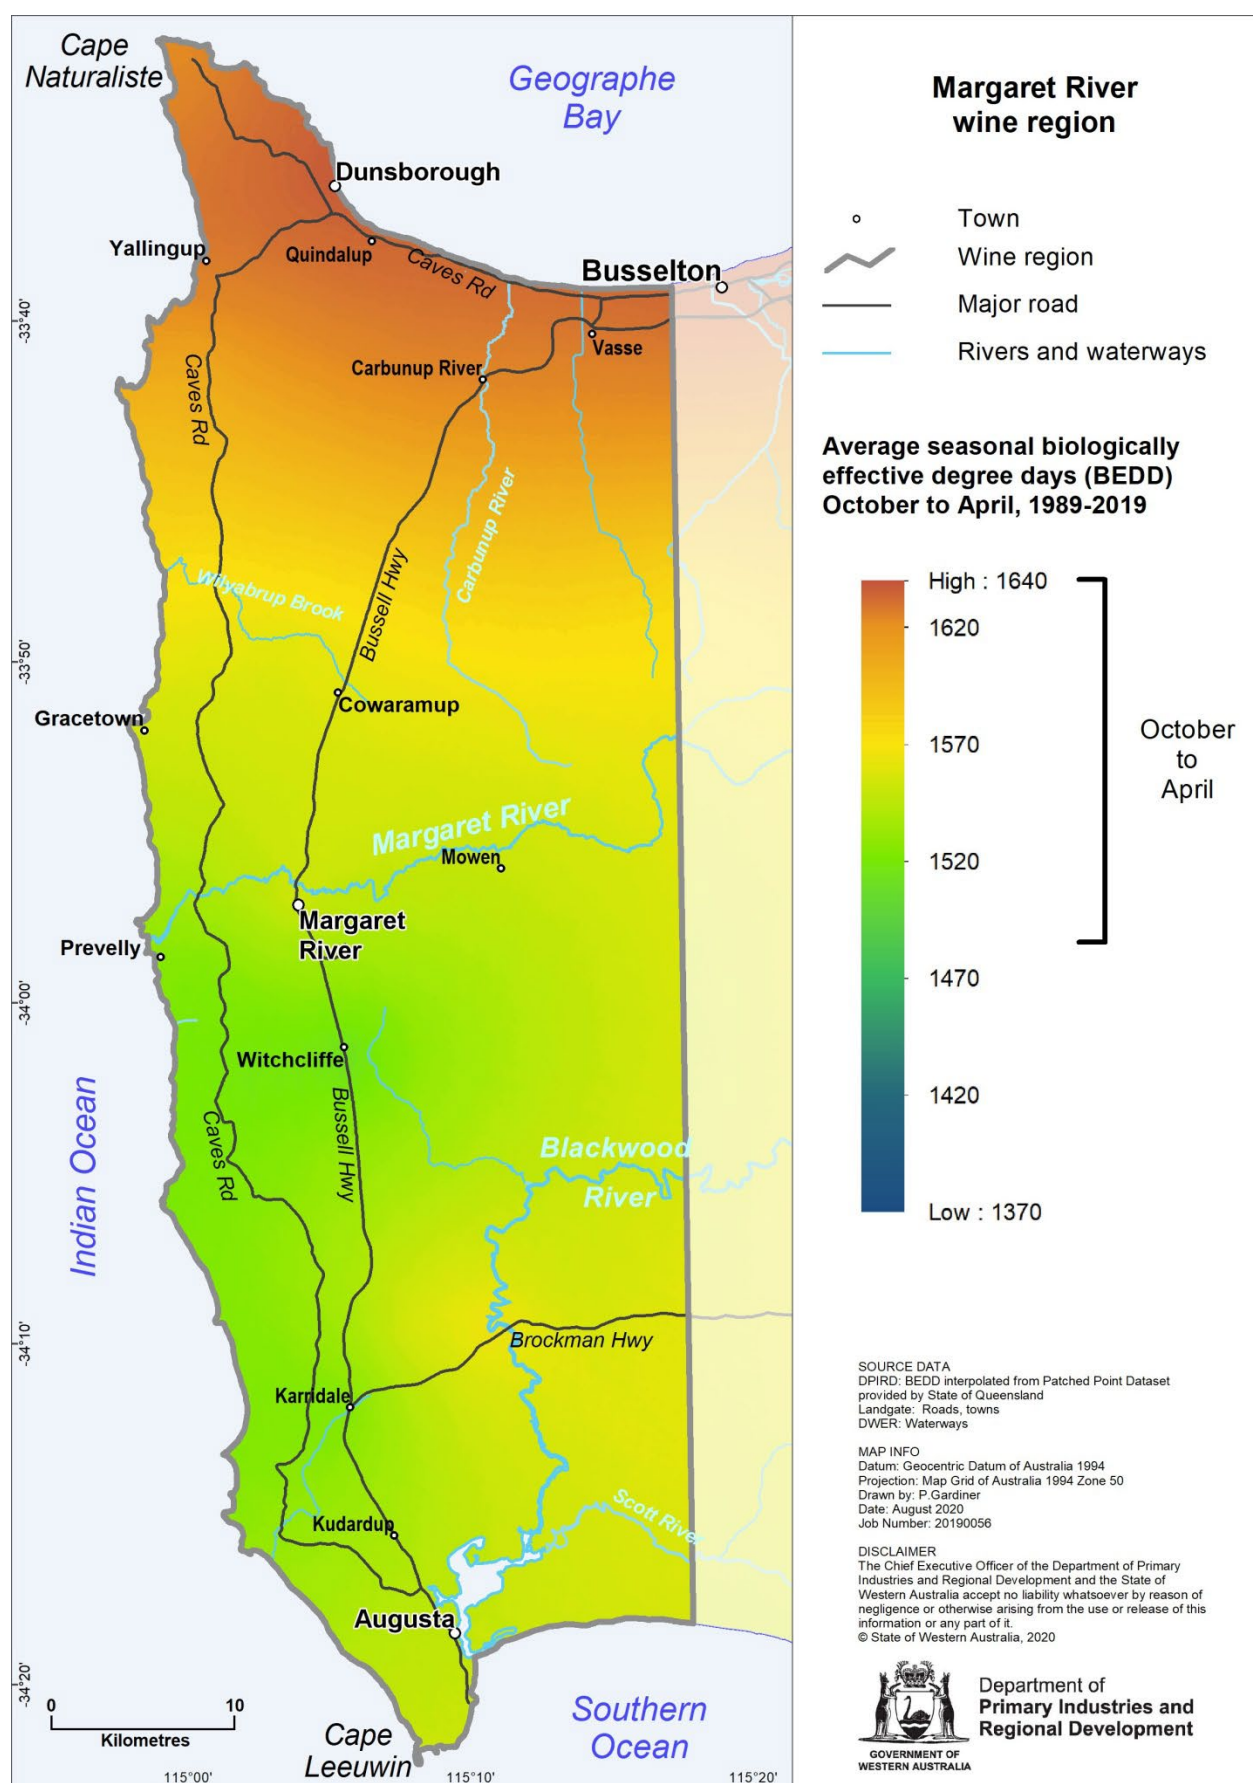 Cape
Naturaliste
Geographe
Bay
Dunsborough
Yallingup
Quindalup
Caves Rd
Busselton
Vasse
Carbunup River
Caves Rd
Carbunup River
Bussell Hwy
Wilyabrup Brook
Cowaramup
Gracetown
Margaret River
Mowen
Margaret
River
Prevelly
Witchcliffe
Bussell Hwy
Caves Rd
Blackwood
River
Indian Ocean
Brockman Hwy
Karridale
Scott River
Kudardup
Augusta
Southern
Ocean
Cape
Leeuwin
-33°40'
-33°50'
-34°00'
-34°10'
-34°20'
0 10
Kilometres
115°00' 115°10' 115°20'
Margaret River
wine region
Town
Wine region
Major road
Rivers and waterways
Average seasonal biologically
effective degree days (BEDD)
October to April, 1989-2019
High : 1640
1620
1570
1520
1470
1420
Low : 1370
October
to
April
SOURCE DATA
DPIRD: BEDD interpolated from Patched Point Dataset
provided by State of Queensland
Landgate: Roads, towns
DWER: Waterways
MAP INFO
Datum: Geocentric Datum of Australia 1994
Projection: Map Grid of Australia 1994 Zone 50
Drawn by: P.Gardiner
Date: August 2020
Job Number: 20190056
DISCLAIMER
The Chief Executive Officer of the Department of Primary
Industries and Regional Development and the State of
Western Australia accept no liability whatsoever by reason of
negligence or otherwise arising from the use or release of this
information or any part of it.
© State of Western Australia, 2020
GOVERNMENT OF
WESTERN AUSTRALIA
Department of
Primary Industries and
Regional Development